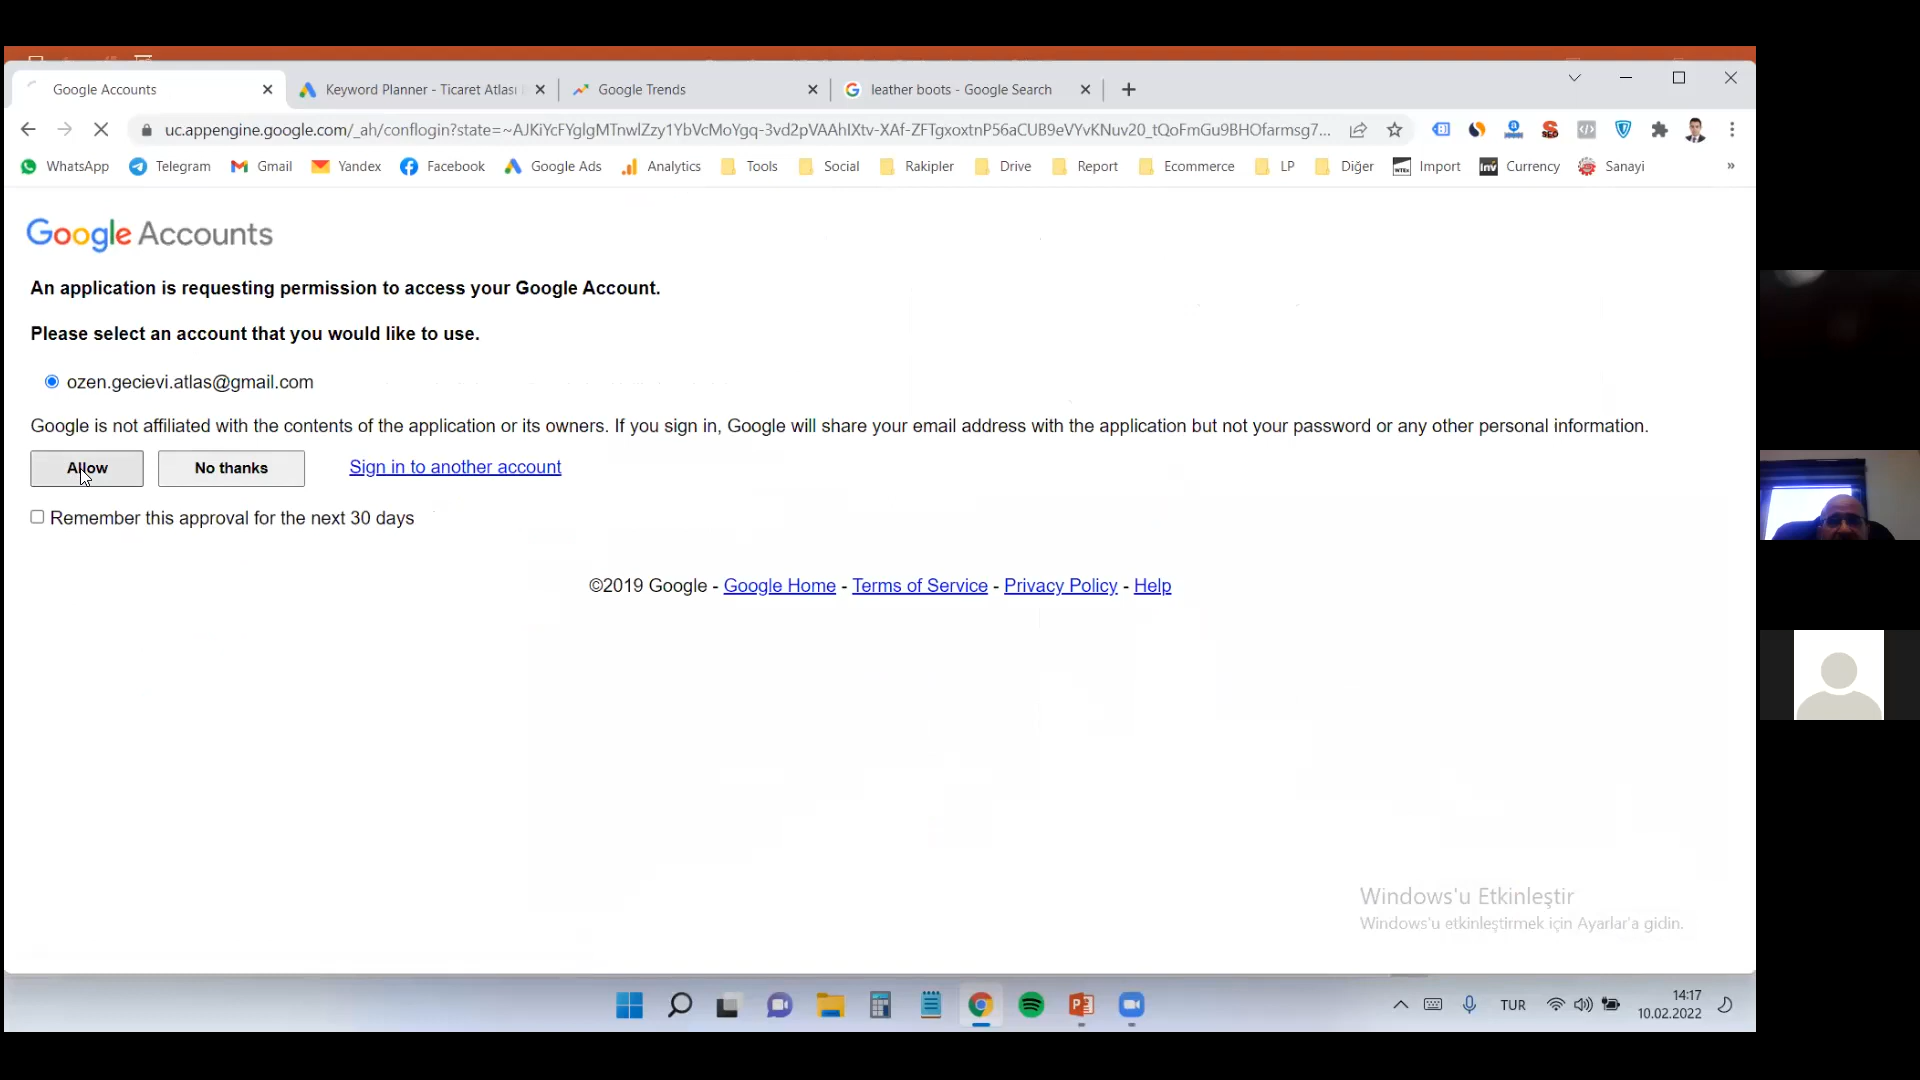 Google Accounts
Keyword Planner - Ticaret Atlası
Google Trends
leather boots - Google Search
uc.appengine.google.com/_ah/conflogin?state=~AJKiYcFYglgMTnwlZzy1YbVcMoYgq-3vd2pVAAhIXtv-XAf-ZFTgxoxtnP56aCUB9eVYvKNuv20_tQoFmGu9BHOfarmsg7...
WhatsApp
Telegram
Gmail
Yandex
Facebook
Google Ads
Analytics
Tools
Social
Rakipler
Drive
Report
Ecommerce
LP
Diğer
Import
Currency
Sanayi
»
Google Accounts
An application is requesting permission to access your Google Account.
Please select an account that you would like to use.
ozen.gecievi.atlas@gmail.com
Google is not affiliated with the contents of the application or its owners. If you sign in, Google will share your email address with the application but not your password or any other personal information.
Allow
No thanks
Sign in to another account
Remember this approval for the next 30 days
©2019 Google - Google Home - Terms of Service - Privacy Policy - Help
Windows'u Etkinleştir
Windows'u etkinleştirmek için Ayarlar'a gidin.
TUR
14:17
10.02.2022